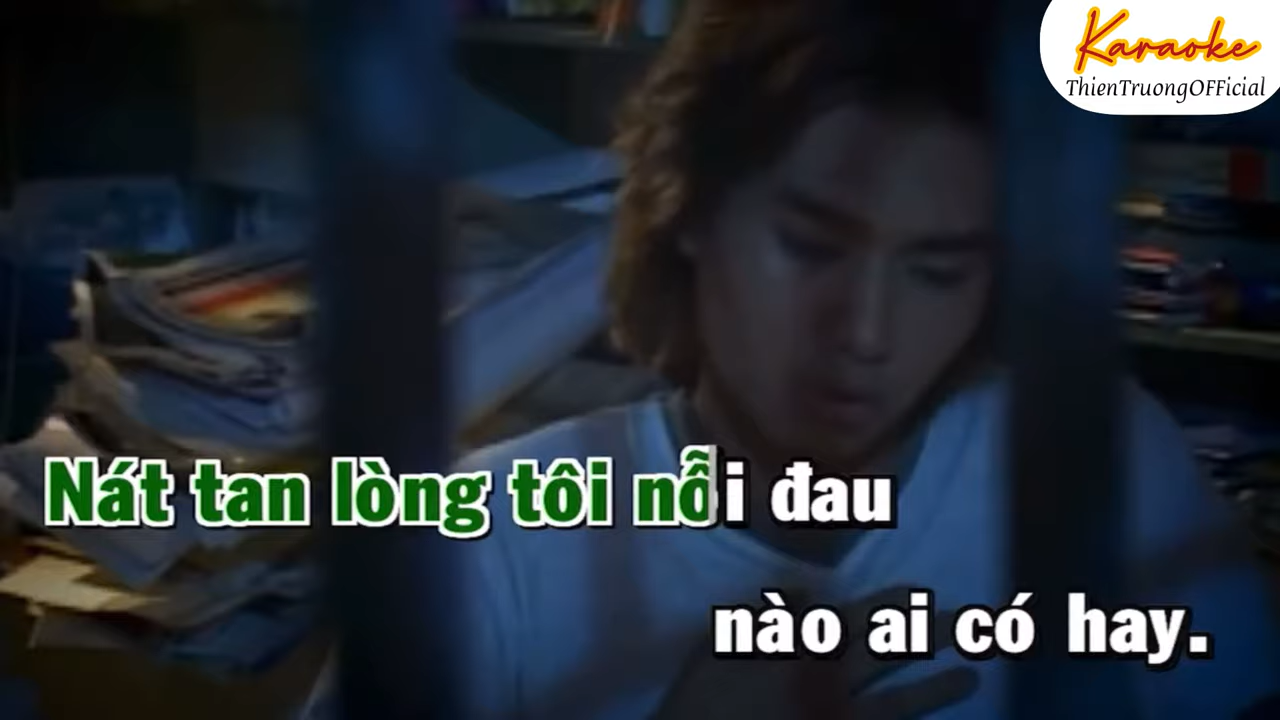 Karaoke
ThienTruongOFFicial
Nát tan lòng tôi nỗi đau
nào ai có hay.